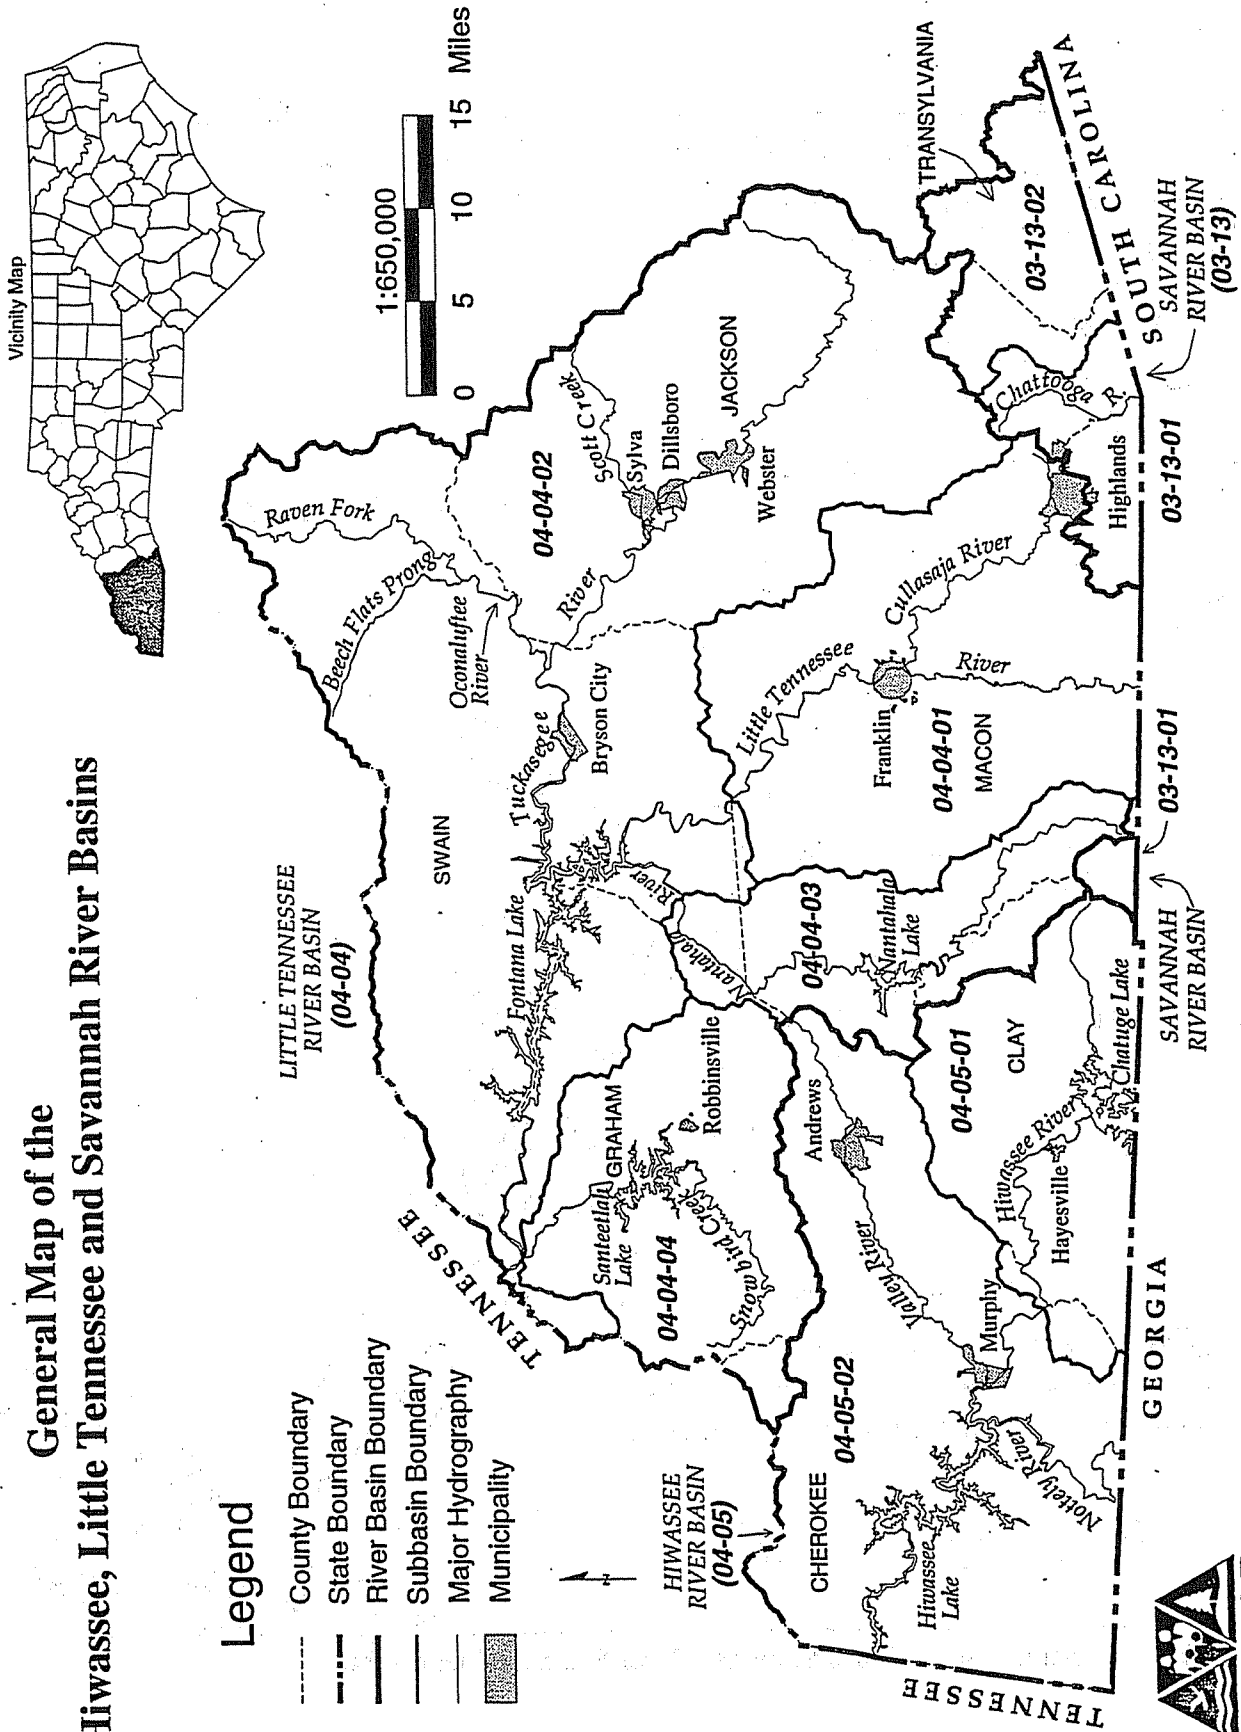 General Map of the
Hiwassee, Little Tennessee and Savannah River Basins
Vicinity Map
Legend
County Boundary
State Boundary
River Basin Boundary
Subbasin Boundary
Major Hydrography
Municipality
1:650,000
0 5 10 15 Miles
LITTLE TENNESSEE
RIVER BASIN
(04-04)
HIWASSEE
RIVER BASIN
(04-05)
N
TENNESSEE
TENNESSEE
SWAIN
Raven Fork
Beech Flats Prong
Oconaluftee
River
Tuckasegee
River
Bryson City
Fontana Lake
04-04-02
Scott Creek
Sylva
Dillsboro
Webster
JACKSON
TRANSYLVANIA
03-13-02
SOUTH CAROLINA
SAVANNAH
RIVER BASIN
(03-13)
Chattooga
R.
Highlands
03-13-01
Cullasaja River
Little Tennessee
River
Franklin
04-04-01
MACON
03-13-01
SAVANNAH
RIVER BASIN
Nantahala
River
04-04-03
Nantahala
Lake
GRAHAM
Robbinsville
Santeetlah
Lake
Snowbird Creek
04-04-04
Andrews
Valley River
Murphy
04-05-01
CLAY
Chatuge Lake
Hiwassee River
Hayesville
04-05-02
CHEROKEE
Hiwassee
Lake
Nottely River
GEORGIA